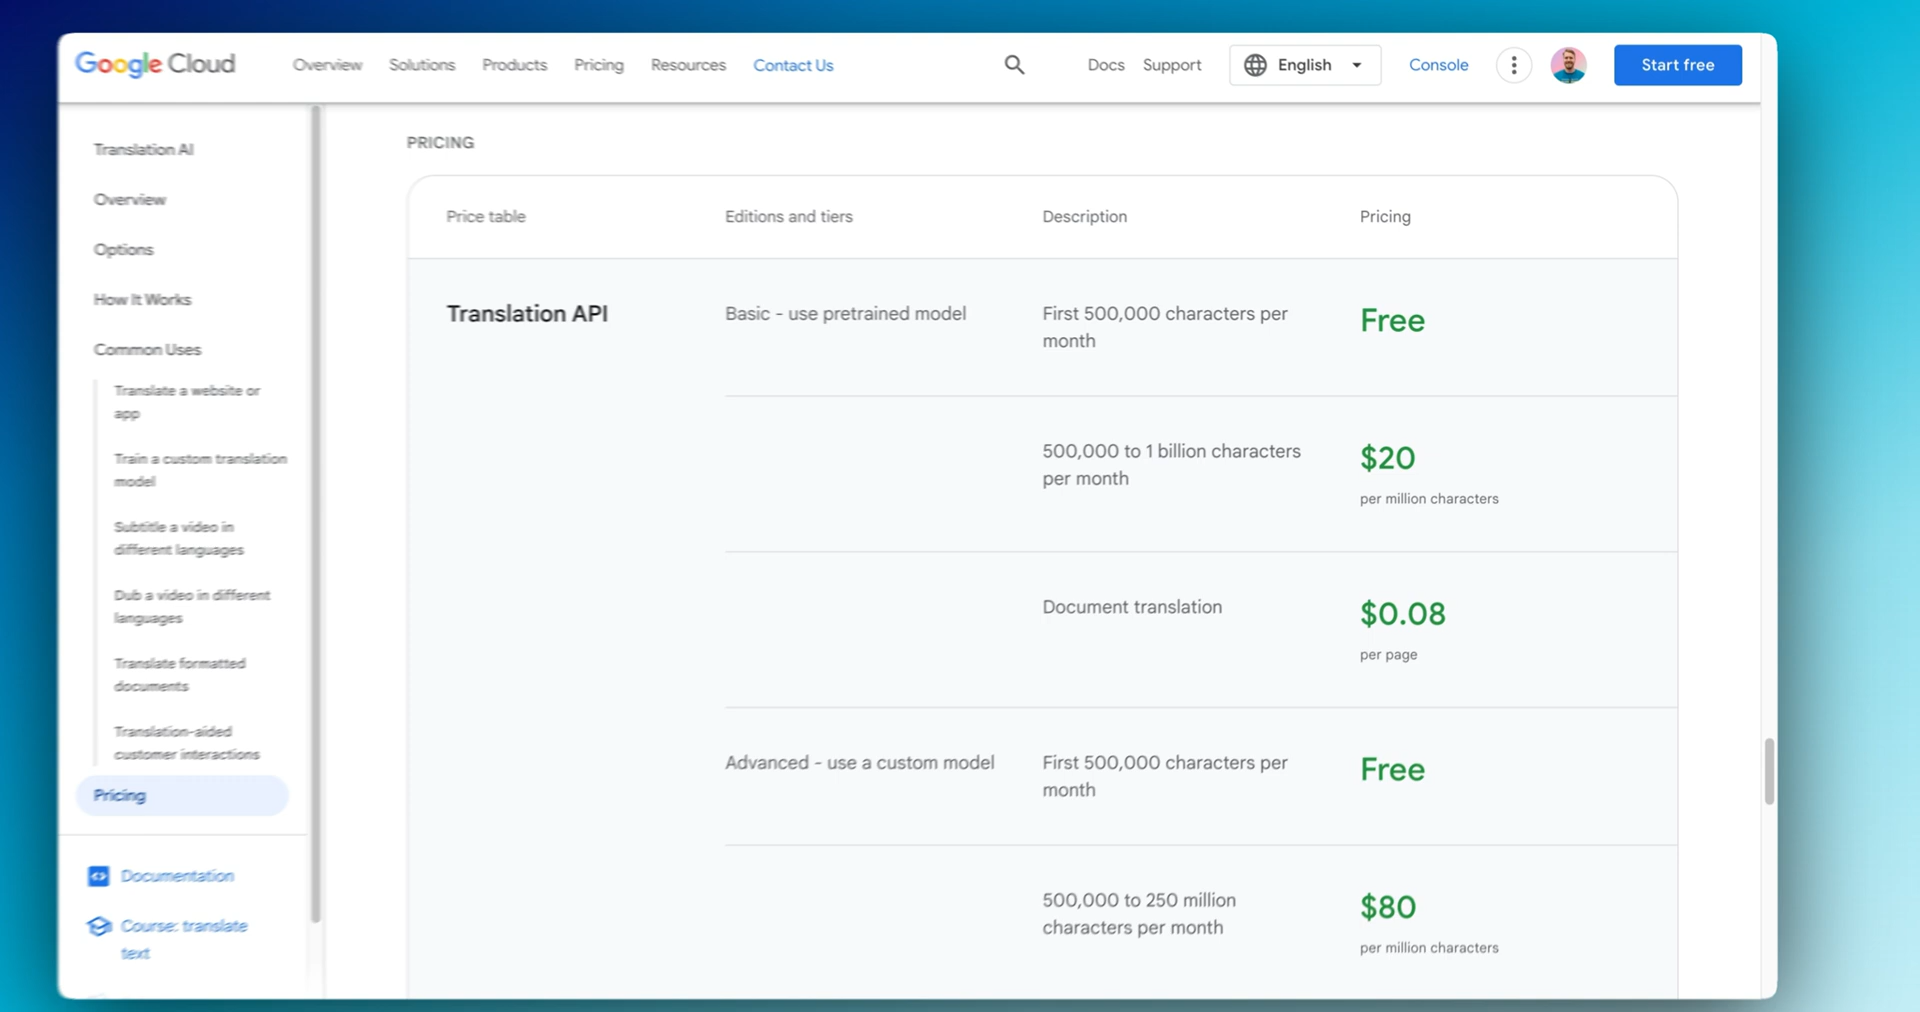 Google Cloud
Overview
Solutions
Products
Pricing
Resources
Contact Us
Docs
Support
English
Console
Start free
Translation AI
Overview
Options
How It Works
Common Uses
Translate a website or
app
Train a custom translation
model
Subtitle a video in
different languages
Dub a video in different
languages
Translate formatted
documents
Translation-aided
customer interactions
Pricing
Documentation
Course: translate
text
PRICING
Price table
Editions and tiers
Description
Pricing
Translation API
Basic - use pretrained model
First 500,000 characters per
month
Free
500,000 to 1 billion characters
per month
$20
per million characters
Document translation
$0.08
per page
Advanced - use a custom model
First 500,000 characters per
month
Free
500,000 to 250 million
characters per month
$80
per million characters